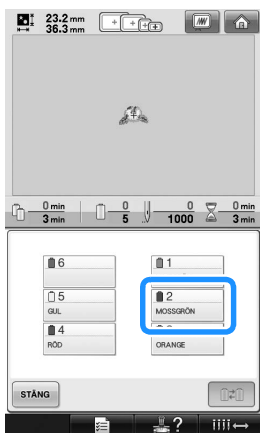 23.2 mm
36.3 mm
0 min
3 min
0
5
0
1000
0 min
3 min
6
1
5
GUL
2
MOSSGRÖN
4
RÖD
ORANGE
STÄNG
?